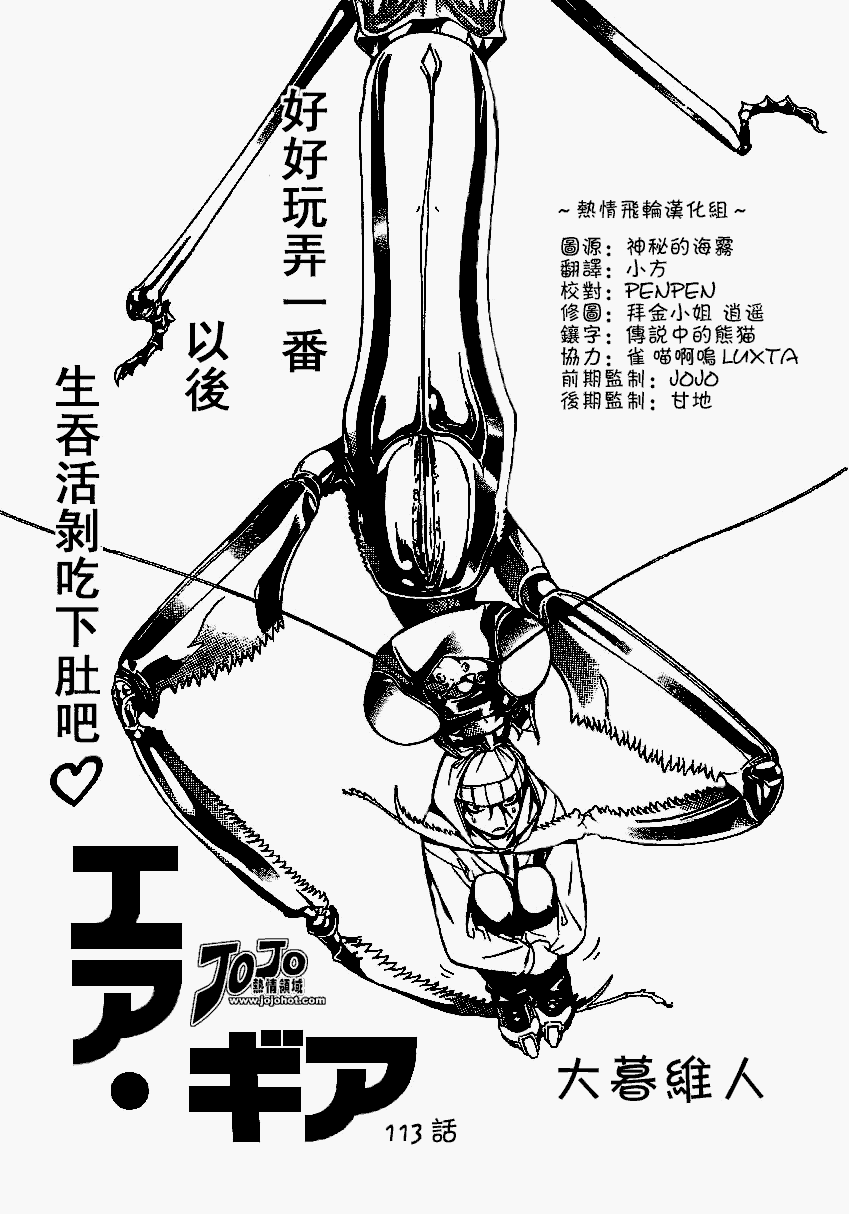 好好玩弄一番
以後
生吞活剝吃下肚吧♡
~熱情飛輪漢化組~
圖源：神秘的海霧
翻譯：小方
校對：PENPEN
修圖：拜金小姐 逍遥
鑲字：傳説中的熊猫
協力：雀 喵啊嗚 LUXTA
前期監制：JOJO
後期監制：甘地
エア・ギア
JOJO
熱情領域
www.jojohot.com
大暮維人
113話